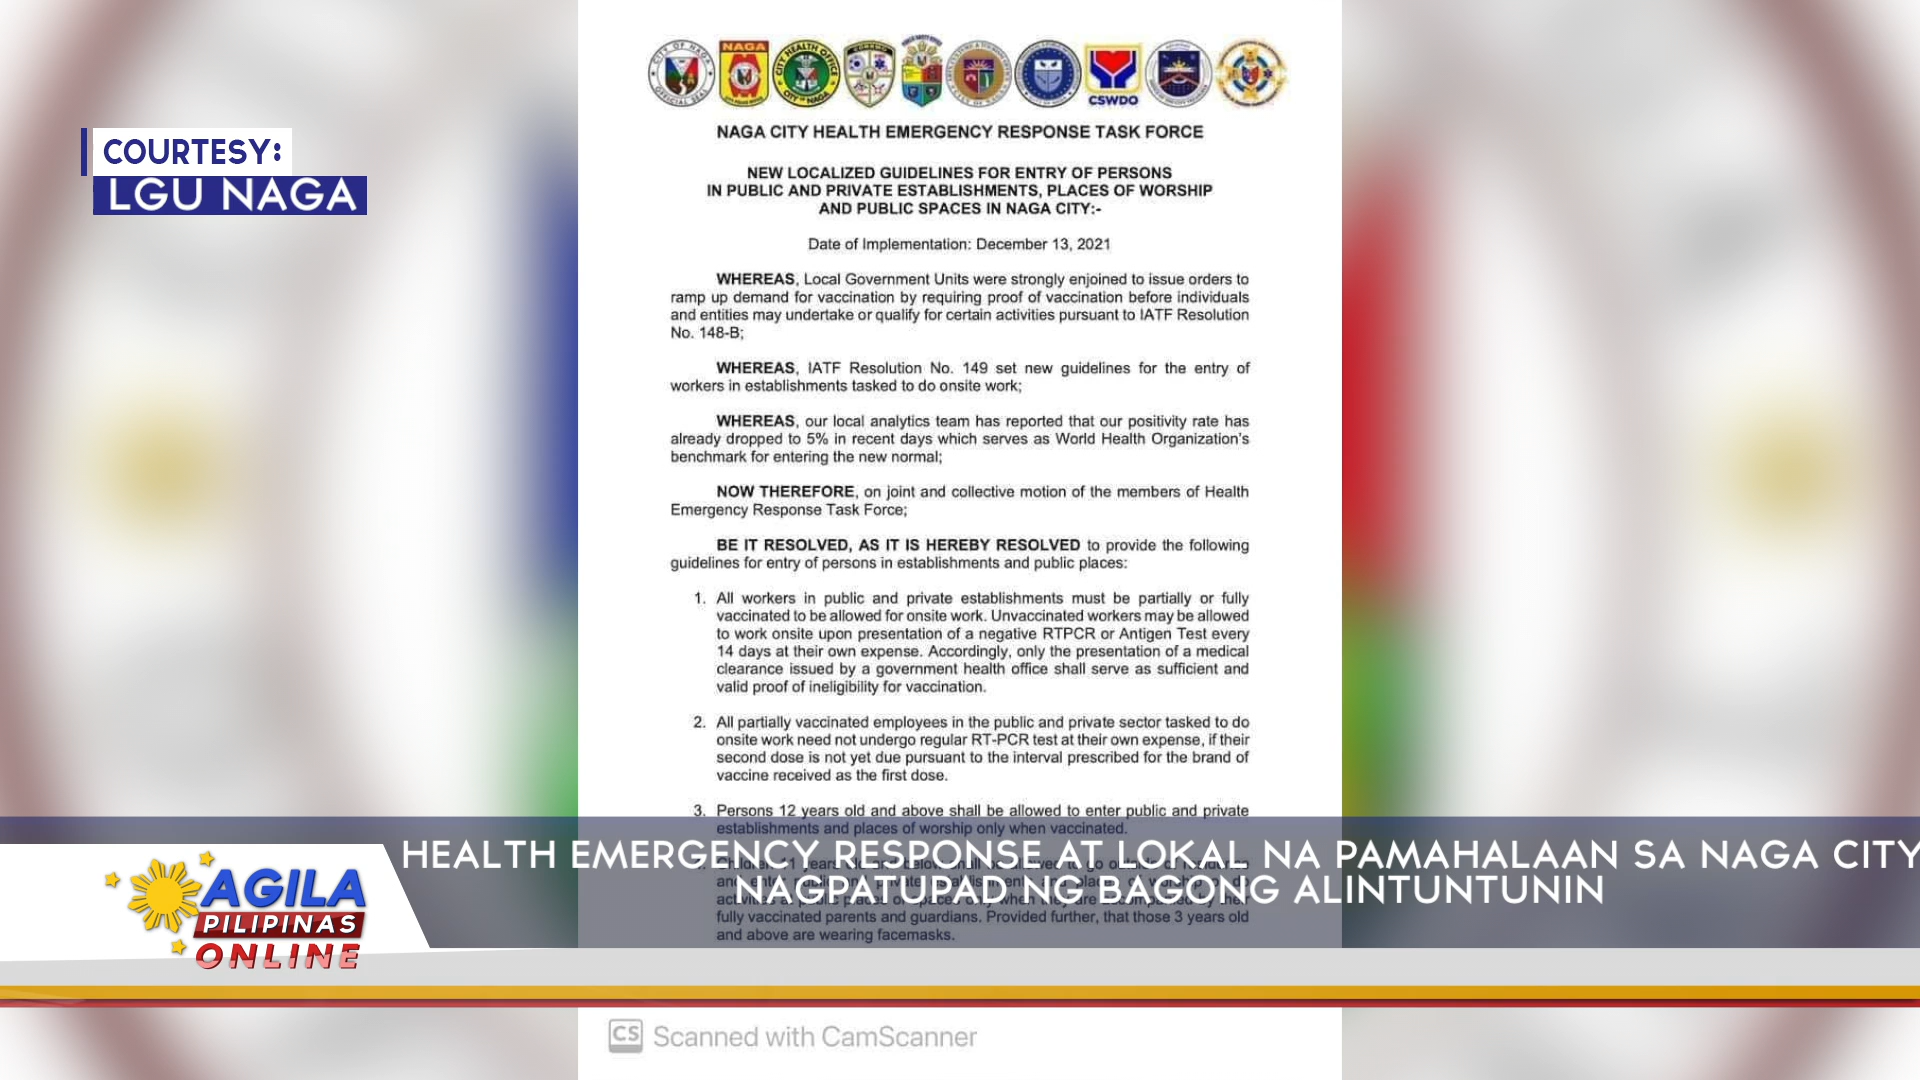 COURTESY:
LGU NAGA
CITY OF NAGA
OFFICIAL SEAL
NAGA
CITY HEALTH OFFICE
CITY OF NAGA
CSWDO
NAGA CITY HEALTH EMERGENCY RESPONSE TASK FORCE
NEW LOCALIZED GUIDELINES FOR ENTRY OF PERSONS
IN PUBLIC AND PRIVATE ESTABLISHMENTS, PLACES OF WORSHIP
AND PUBLIC SPACES IN NAGA CITY:-
Date of Implementation: December 13, 2021
WHEREAS, Local Government Units were strongly enjoined to issue orders to
ramp up demand for vaccination by requiring proof of vaccination before individuals
and entities may undertake or qualify for certain activities pursuant to IATF Resolution
No. 148-B;
WHEREAS, IATF Resolution No. 149 set new guidelines for the entry of
workers in establishments tasked to do onsite work;
WHEREAS, our local analytics team has reported that our positivity rate has
already dropped to 5% in recent days which serves as World Health Organization's
benchmark for entering the new normal;
NOW THEREFORE, on joint and collective motion of the members of Health
Emergency Response Task Force;
BE IT RESOLVED, AS IT IS HEREBY RESOLVED to provide the following
guidelines for entry of persons in establishments and public places:
1. All workers in public and private establishments must be partially or fully
vaccinated to be allowed for onsite work. Unvaccinated workers may be allowed
to work onsite upon presentation of a negative RTPCR or Antigen Test every
14 days at their own expense. Accordingly, only the presentation of a medical
clearance issued by a government health office shall serve as sufficient and
valid proof of ineligibility for vaccination.
2. All partially vaccinated employees in the public and private sector tasked to do
onsite work need not undergo regular RT-PCR test at their own expense, if their
second dose is not yet due pursuant to the interval prescribed for the brand of
vaccine received as the first dose.
3. Persons 12 years old and above shall be allowed to enter public and private
establishments and places of worship only when vaccinated.
fully vaccinated parents and guardians. Provided further, that those 3 years old
and above are wearing facemasks.
HEALTH EMERGENCY RESPONSE AT LOKAL NA PAMAHALAAN SA NAGA CITY
NAGPATUPAD NG BAGONG ALINTUNTUNIN
AGILA
PILIPINAS
ONLINE
CS Scanned with CamScanner